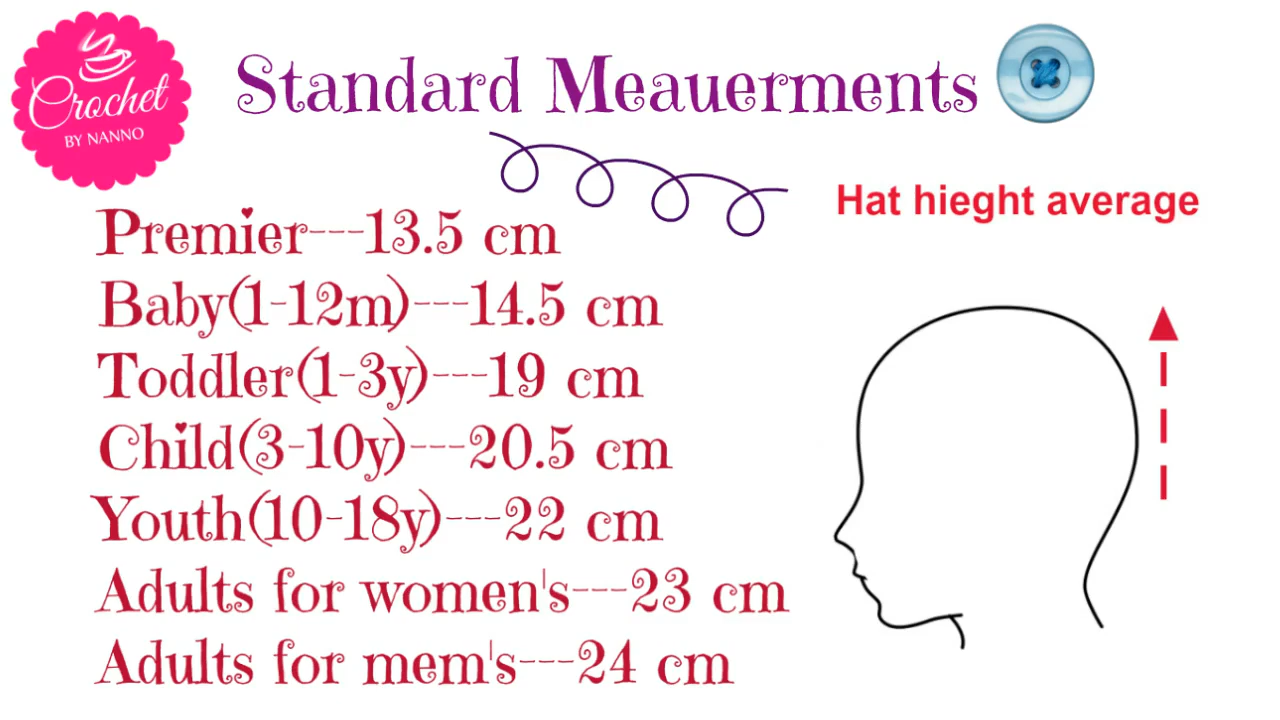 Crochet
BY NANNO
Standard Meauerments
Hat hieght average
Premier---13.5 cm
Baby(1-12m)---14.5 cm
Toddler(1-3y)---19 cm
Child(3-10y)---20.5 cm
Youth(10-18y)---22 cm
Adults for women's---23 cm
Adults for mem's---24 cm